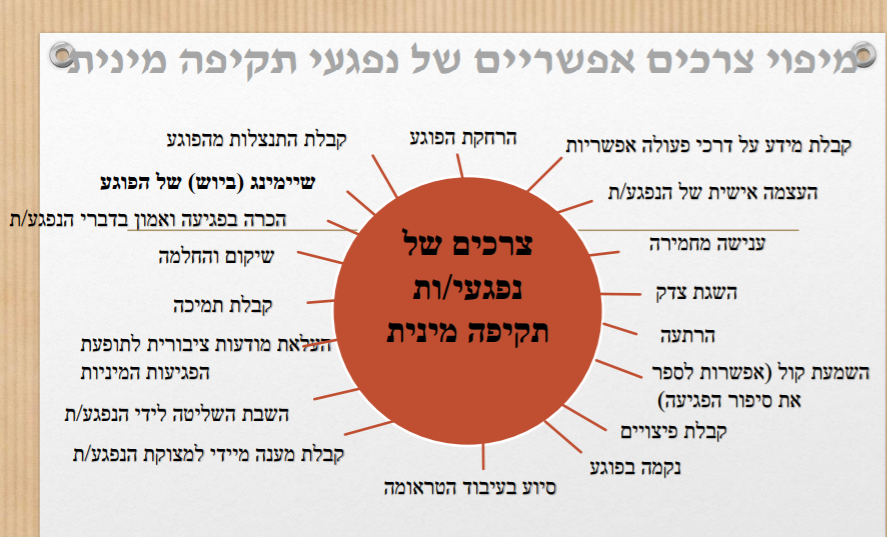 מיפוי צרכים אפשריים של נפגעי תקיפה מינית
צרכים של
נפגעי/ות
תקיפה מינית
הרחקת הפוגע
קבלת מידע על דרכי פעולה אפשריות
העצמה אישית של הנפגע/ת
ענישה מחמירה
השגת צדק
הרתעה
השמעת קול (אפשרות לספר
את סיפור הפגיעה)
קבלת פיצויים
נקמה בפוגע
סיוע בעיבוד הטראומה
קבלת מענה מיידי למצוקת הנפגע/ת
השבת השליטה לידי הנפגע/ת
העלאת מודעות ציבורית לתופעת
הפגיעות המיניות
קבלת תמיכה
שיקום והחלמה
הכרה בפגיעה ואמון בדברי הנפגע/ת
שיימינג (ביוש) של הפוגע
קבלת התנצלות מהפוגע